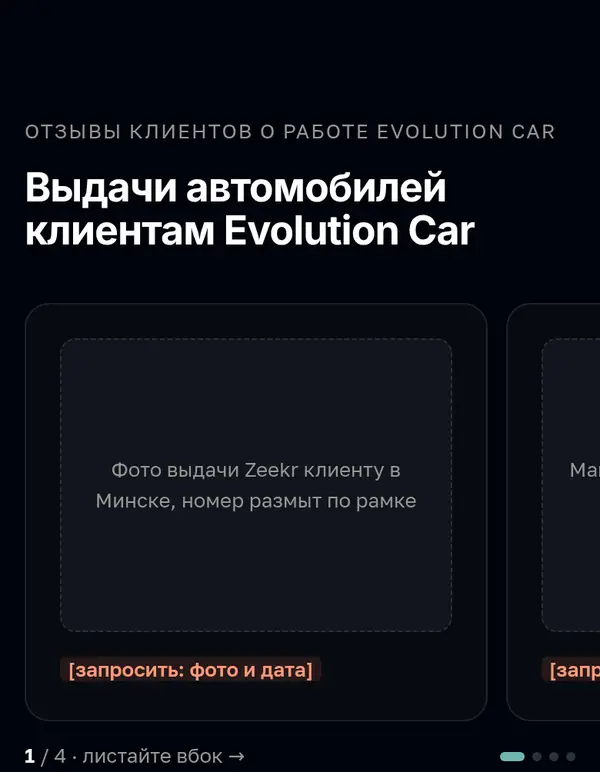 ОТЗЫВЫ КЛИЕНТОВ О РАБОТЕ EVOLUTION CAR
Выдачи автомобилей
клиентам Evolution Car
Фото выдачи Zeekr клиенту в
Минске, номер размыт по рамке
[запросить: фото и дата]
[запр
1 / 4 · листайте вбок →